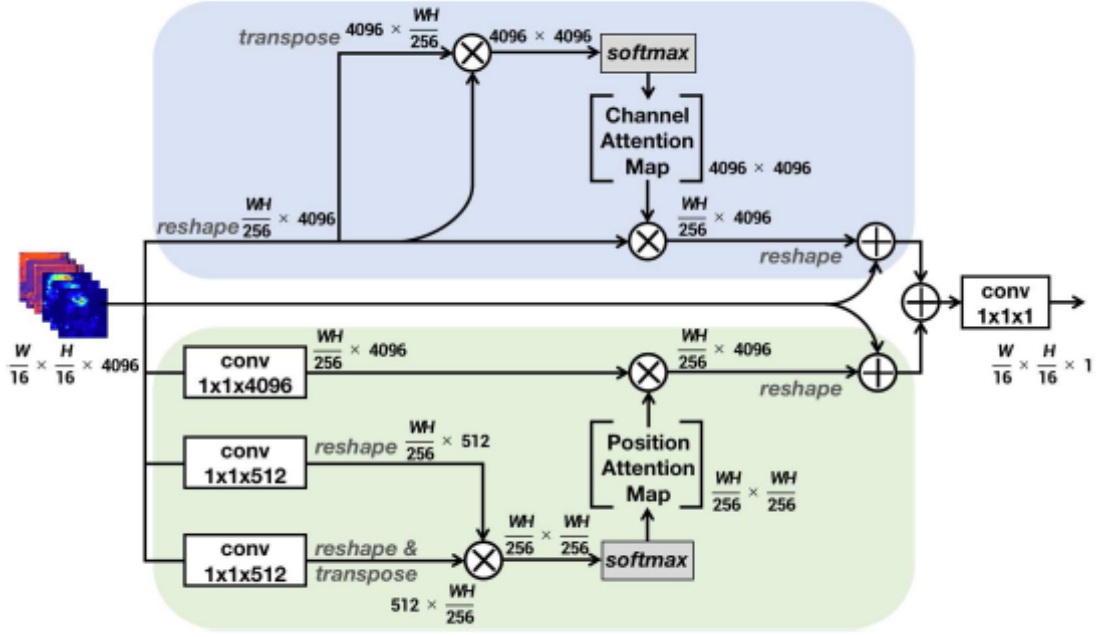 transpose 4096 × WH/256
4096 × 4096
softmax
Channel
Attention
Map
4096 × 4096
reshape WH/256 × 4096
WH/256 × 4096
reshape
W/16 × H/16 × 4096
conv
1x1x1
W/16 × H/16 × 1
conv
1x1x4096
WH/256 × 4096
WH/256 × 4096
reshape
conv
1x1x512
reshape WH/256 × 512
Position
Attention
Map
WH/256 × WH/256
conv
1x1x512
reshape &
transpose
512 × WH/256
WH/256 × WH/256
softmax